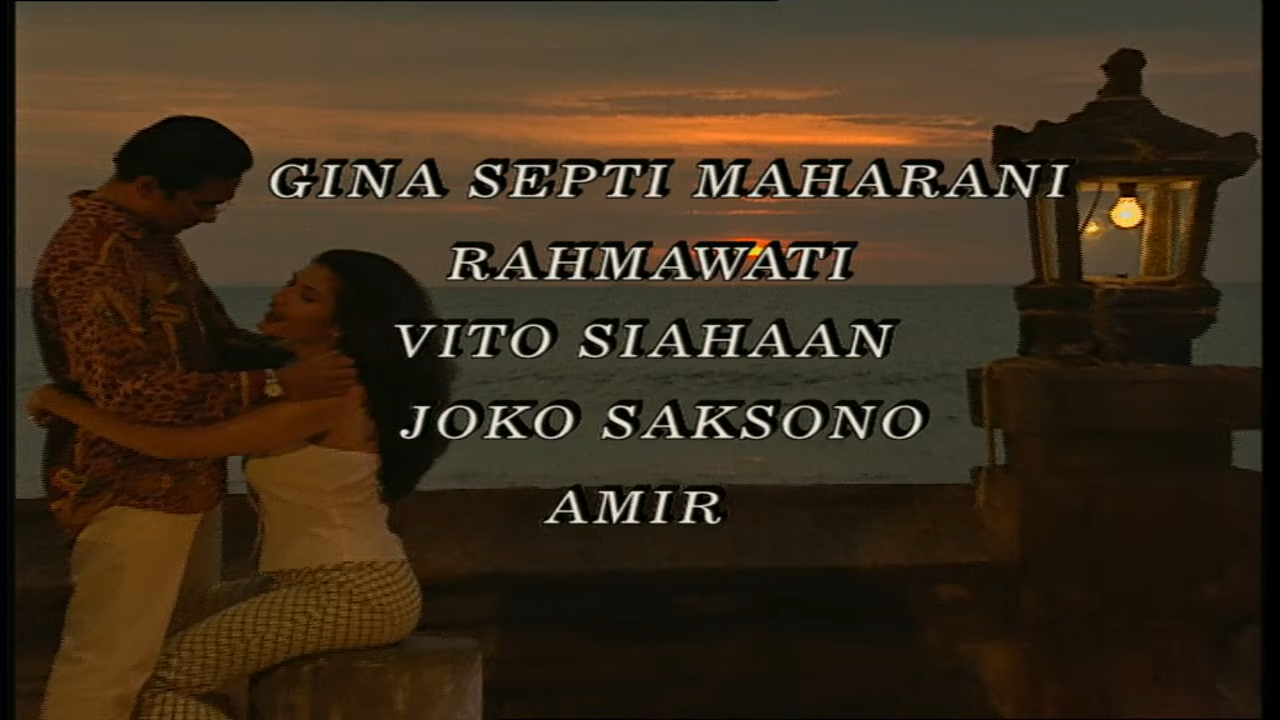 GINA SEPTI MAHARANI
RAHMAWATI
VITO SIAHAAN
JOKO SAKSONO
AMIR